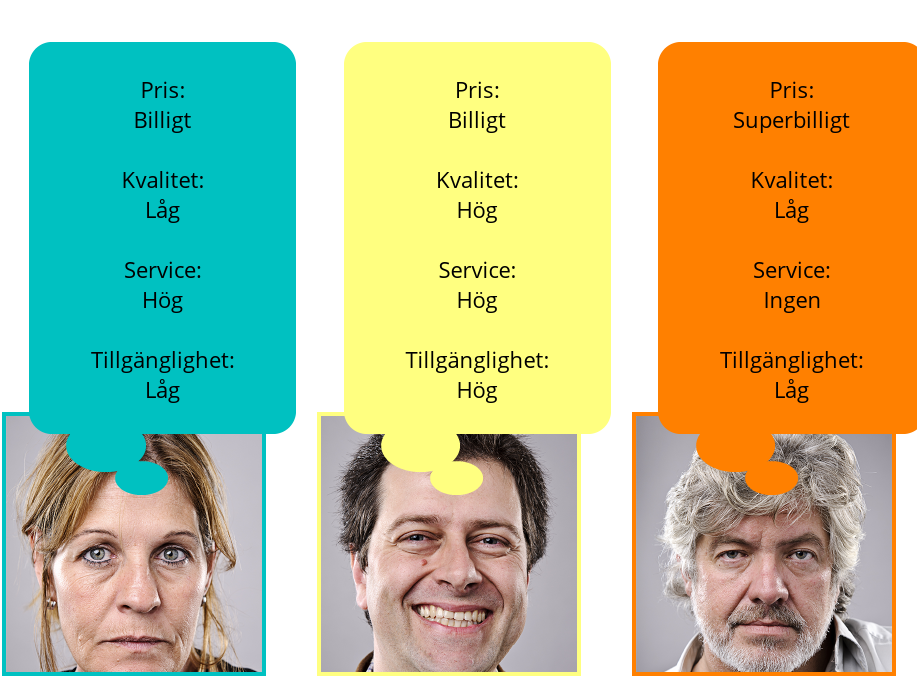 Pris:
Billigt
Kvalitet:
Låg
Service:
Hög
Tillgänglighet:
Låg
Pris:
Billigt
Kvalitet:
Hög
Service:
Hög
Tillgänglighet:
Hög
Pris:
Superbilligt
Kvalitet:
Låg
Service:
Ingen
Tillgänglighet:
Låg